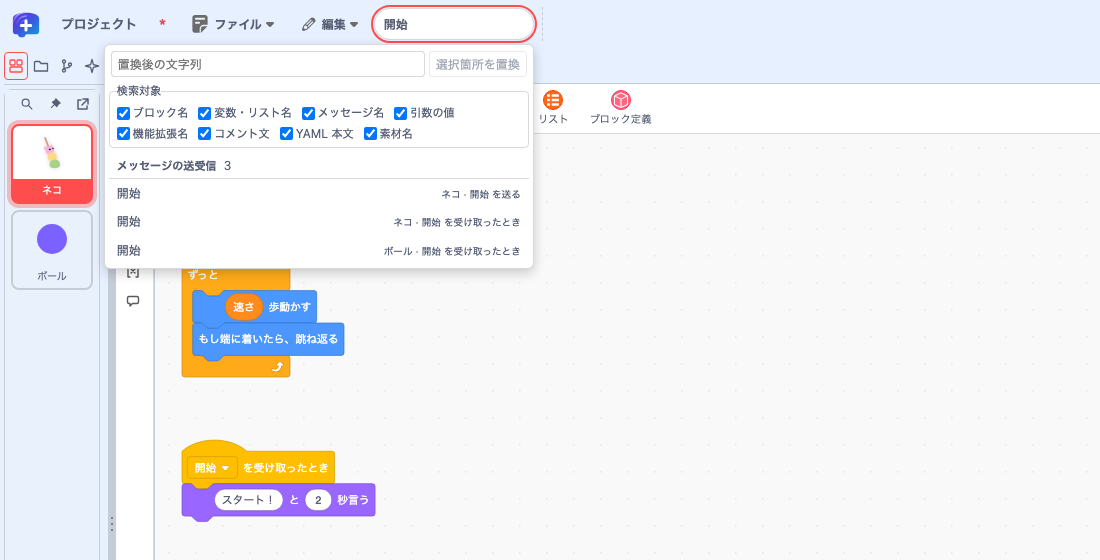 プロジェクト * ファイル 編集 開始
置換後の文字列 選択箇所を置換
検索対象
ブロック名 変数・リスト名 メッセージ名 引数の値
機能拡張名 コメント文 YAML 本文 素材名
メッセージの送受信 3
開始 ネコ · 開始 を送る
開始 ネコ · 開始 を受け取ったとき
開始 ボール · 開始 を受け取ったとき
リスト ブロック定義
ネコ
ボール
ずっと
速さ 歩動かす
もし端に着いたら、跳ね返る
開始 を受け取ったとき
スタート！ と 2 秒言う